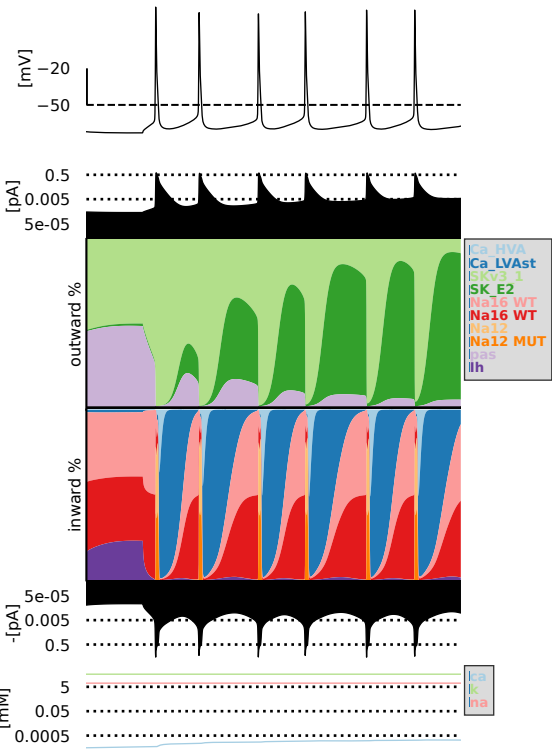 [mV]
−20
−50
[pA]
0.5
0.005
5e-05
outward %
Ca_HVA
Ca_LVAst
SKv3_1
SK_E2
Na16 WT
Na16 WT
Na12
Na12 MUT
pas
Ih
inward %
-[pA]
5e-05
0.005
0.5
[mM]
5
0.05
0.0005
ca
k
na